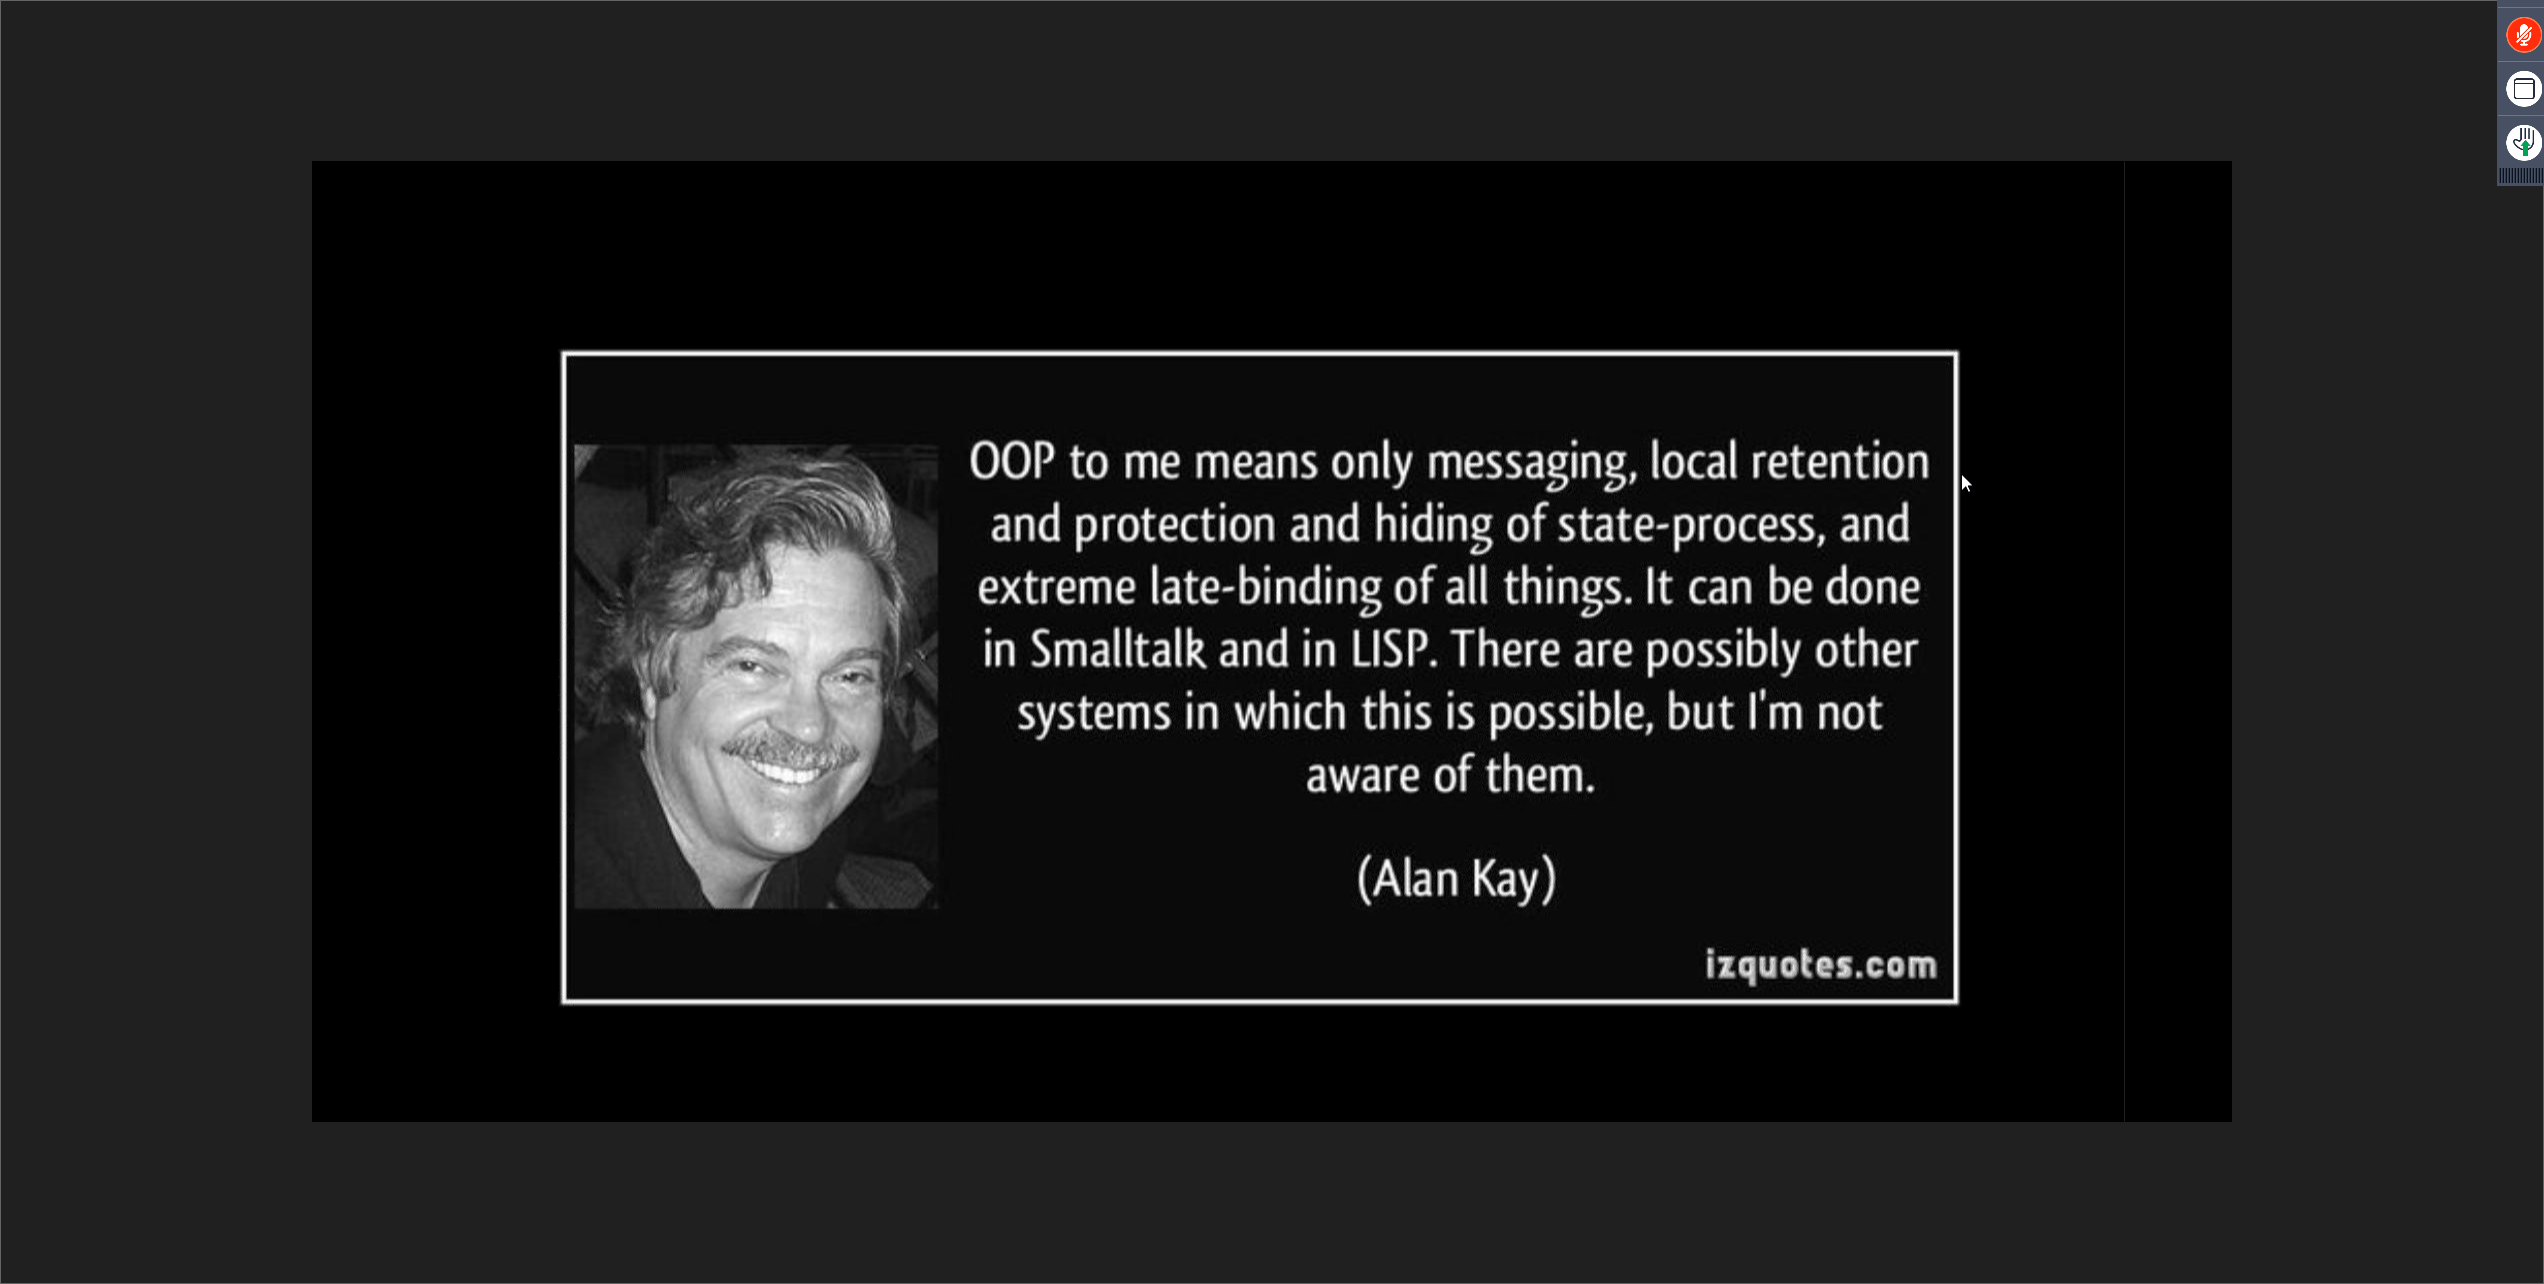 OOP to me means only messaging, local retention
and protection and hiding of state-process, and
extreme late-binding of all things. It can be done
in Smalltalk and in LISP. There are possibly other
systems in which this is possible, but I'm not
aware of them.
(Alan Kay)
izquotes.com